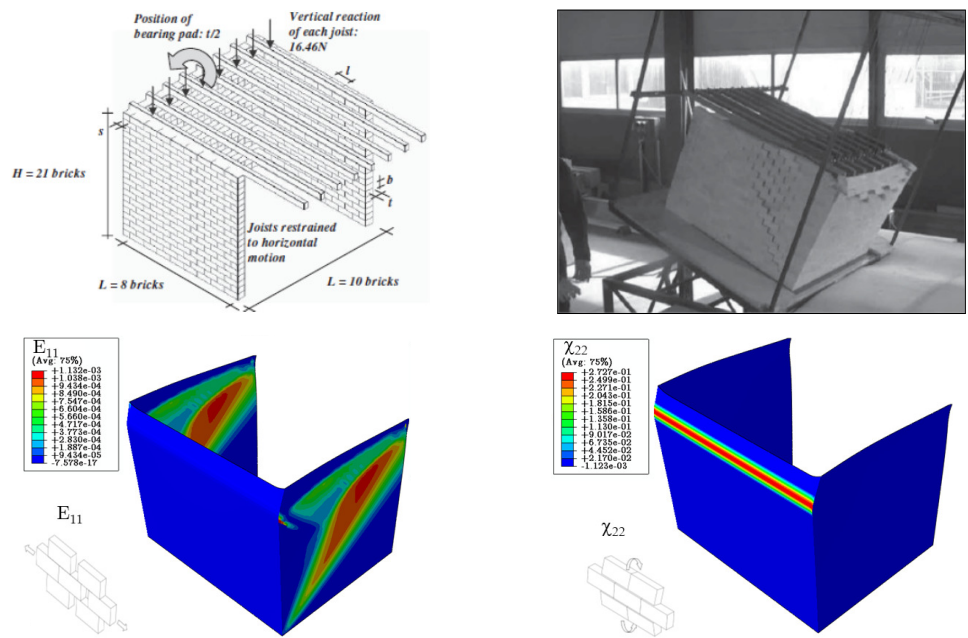 Position of
bearing pad: t/2
Vertical reaction
of each joist:
16.46N
l
s
H = 21 bricks
b
t
Joists restrained
to horizontal
motion
L = 8 bricks
L = 10 bricks
E11
(Avg: 75%)
+1.132e-03
+1.038e-03
+9.434e-04
+8.490e-04
+7.547e-04
+6.604e-04
+5.660e-04
+4.717e-04
+3.773e-04
+2.830e-04
+1.887e-04
+9.434e-05
-7.578e-17
E11
χ22
(Avg: 75%)
+2.727e-01
+2.499e-01
+2.271e-01
+2.043e-01
+1.815e-01
+1.586e-01
+1.358e-01
+1.130e-01
+9.017e-02
+6.735e-02
+4.452e-02
+2.170e-02
-1.123e-03
χ22